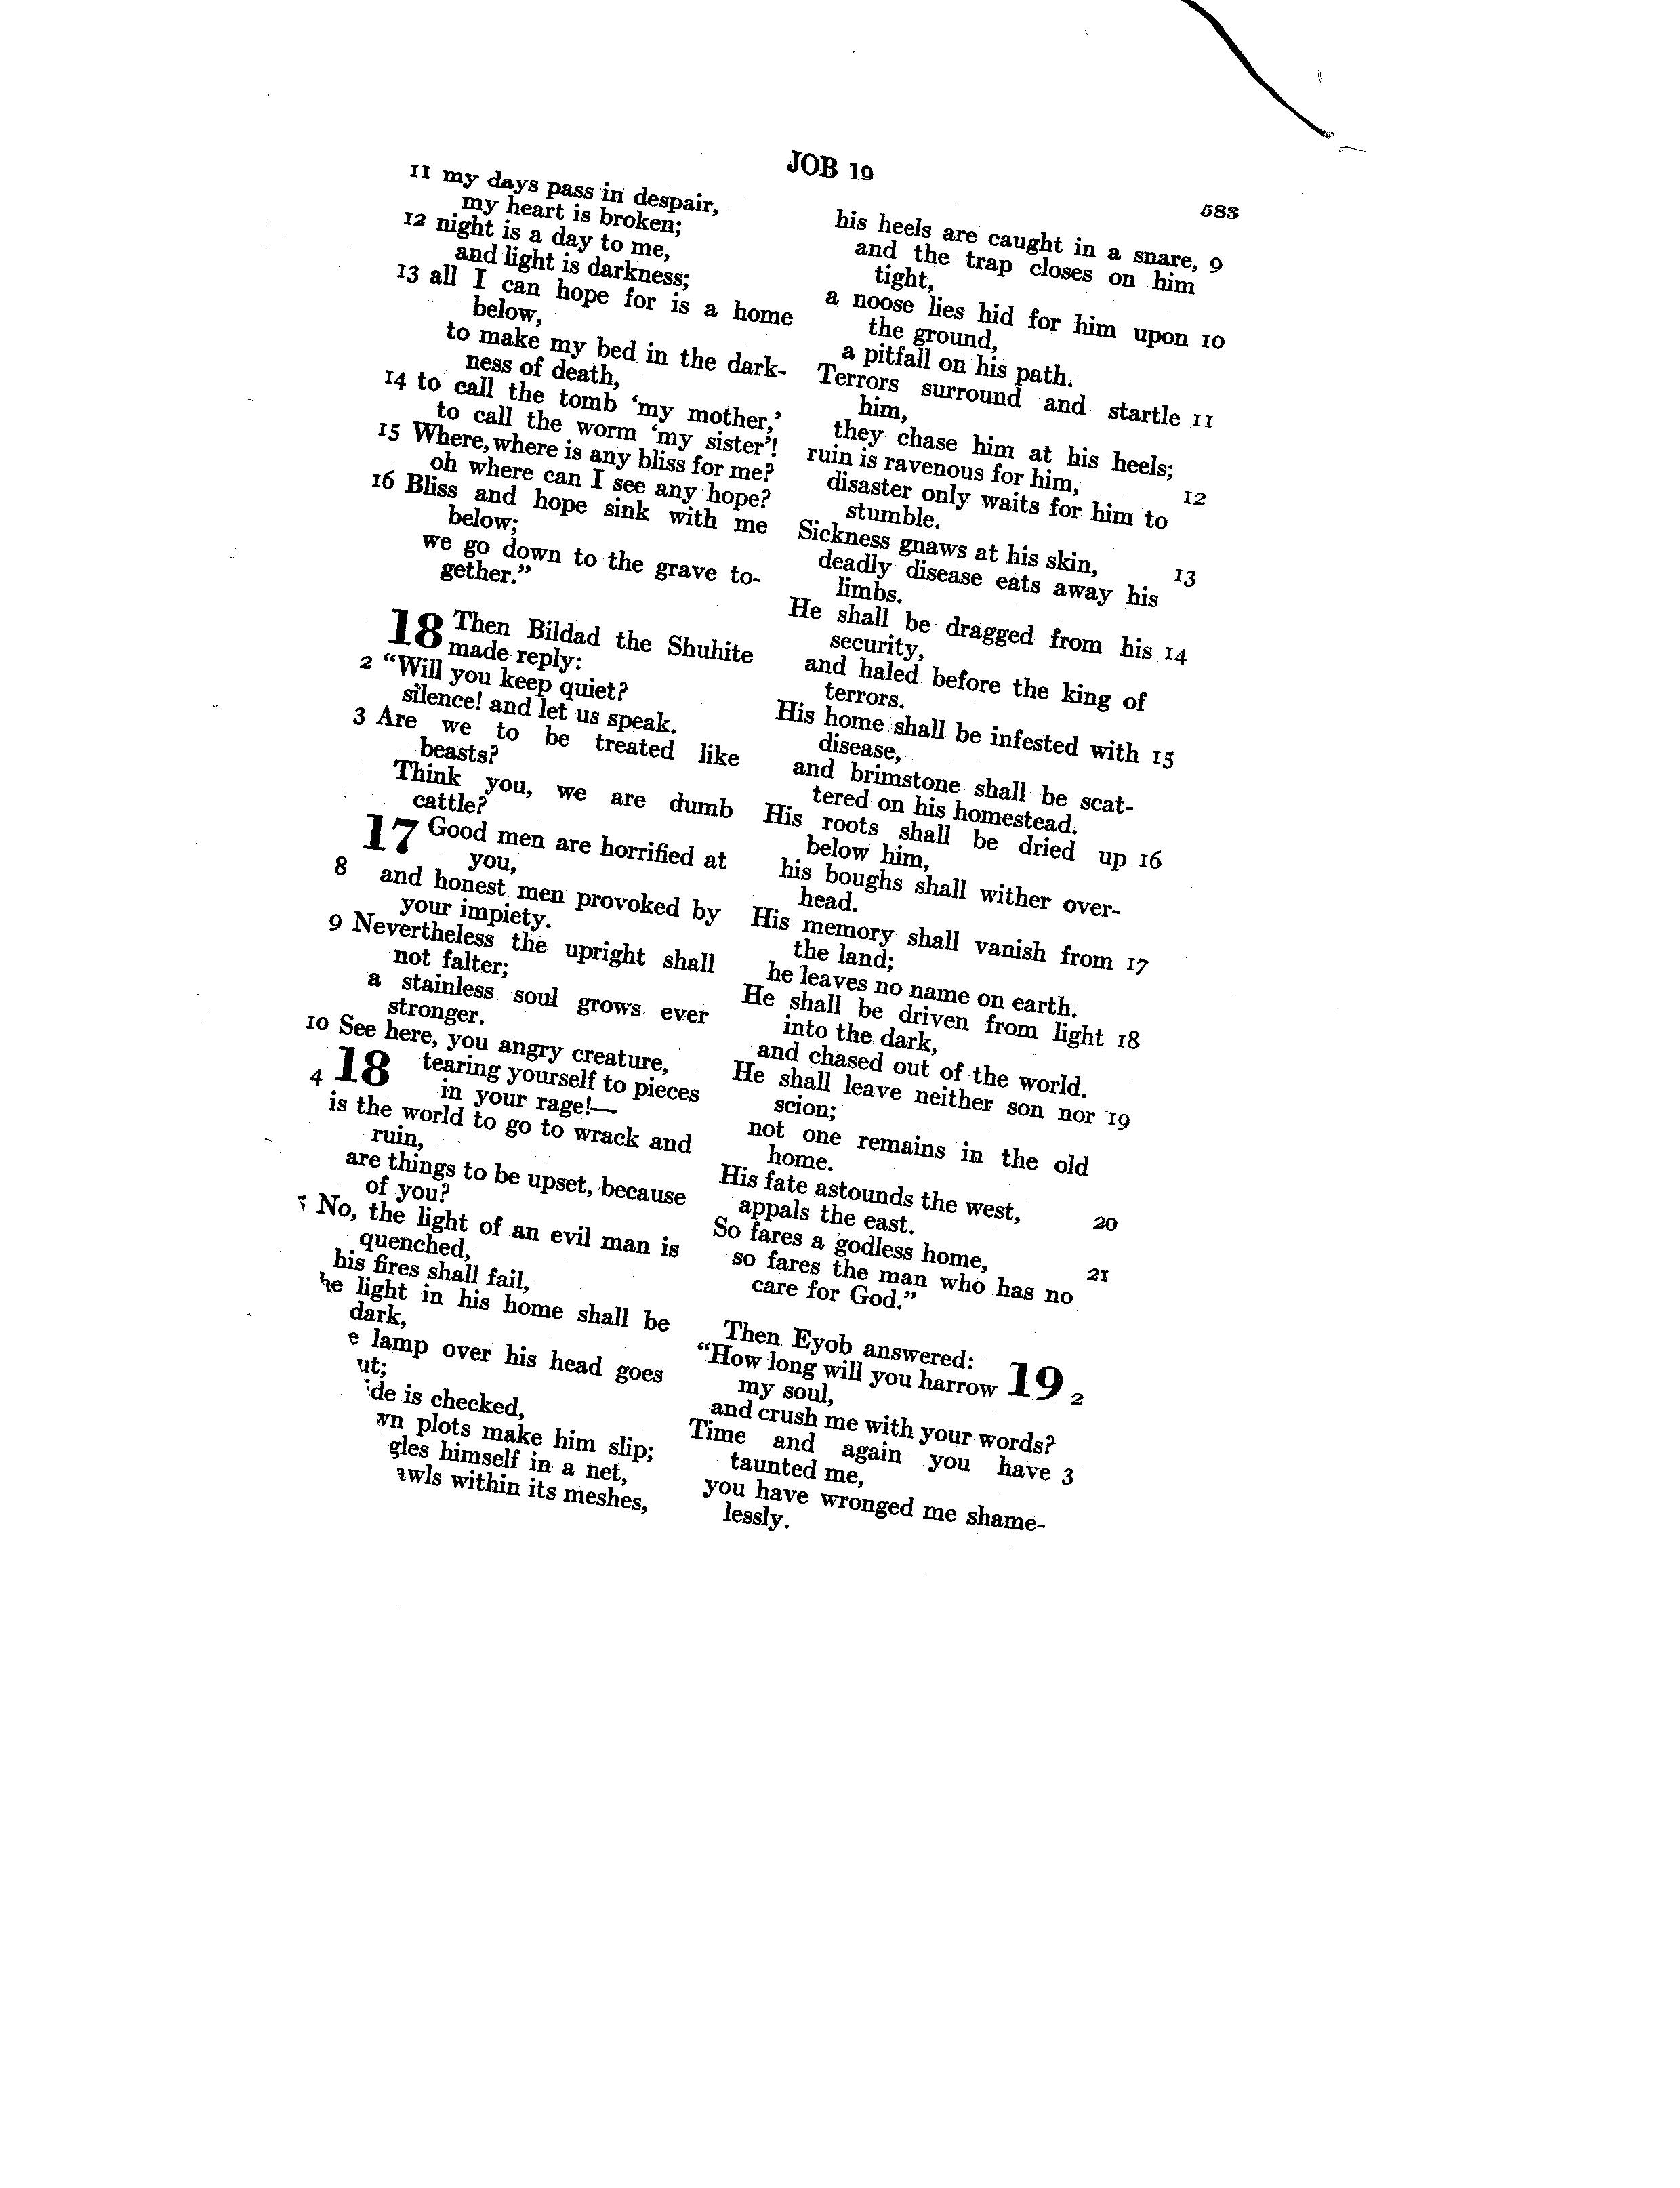 JOB 19
583
11 my days pass in despair,
my heart is broken;
12 night is a day to me,
and light is darkness;
13 all I can hope for is a home
below,
to make my bed in the dark-
ness of death,
14 to call the tomb ‘my mother,’
to call the worm ‘my sister’!
15 Where, where is any bliss for me?
oh where can I see any hope?
16 Bliss and hope sink with me
below;
we go down to the grave to-
gether.”
18 Then Bildad the Shuhite
made reply:
2 “Will you keep quiet?
silence! and let us speak.
3 Are we to be treated like
beasts?
Think you, we are dumb
cattle?
17 Good men are horrified at
you,
8 and honest men provoked by
your impiety.
9 Nevertheless the upright shall
not falter;
a stainless soul grows ever
stronger.
10 See here, you angry creature,
4 18 tearing yourself to pieces
in your rage!—
is the world to go to wrack and
ruin,
are things to be upset, because
of you?
No, the light of an evil man is
quenched,
his fires shall fail,
light in his home shall be
dark,
lamp over his head goes
is checked,
plots make him slip;
himself in a net,
within its meshes,
his heels are caught in a snare, 9
and the trap closes on him
tight,
a noose lies hid for him upon 10
the ground,
a pitfall on his path.
Terrors surround and startle 11
him,
they chase him at his heels;
ruin is ravenous for him, 12
disaster only waits for him to
stumble.
Sickness gnaws at his skin, 13
deadly disease eats away his
limbs.
He shall be dragged from his 14
security,
and haled before the king of
terrors.
His home shall be infested with 15
disease,
and brimstone shall be scat-
tered on his homestead.
His roots shall be dried up 16
below him,
his boughs shall wither over-
head.
His memory shall vanish from 17
the land;
he leaves no name on earth.
He shall be driven from light 18
into the dark,
and chased out of the world.
He shall leave neither son nor 19
scion;
not one remains in the old
home.
His fate astounds the west, 20
appals the east.
So fares a godless home, 21
so fares the man who has no
care for God.”
Then Eyob answered:
“How long will you harrow 19 2
my soul,
and crush me with your words?
Time and again you have 3
taunted me,
you have wronged me shame-
lessly.